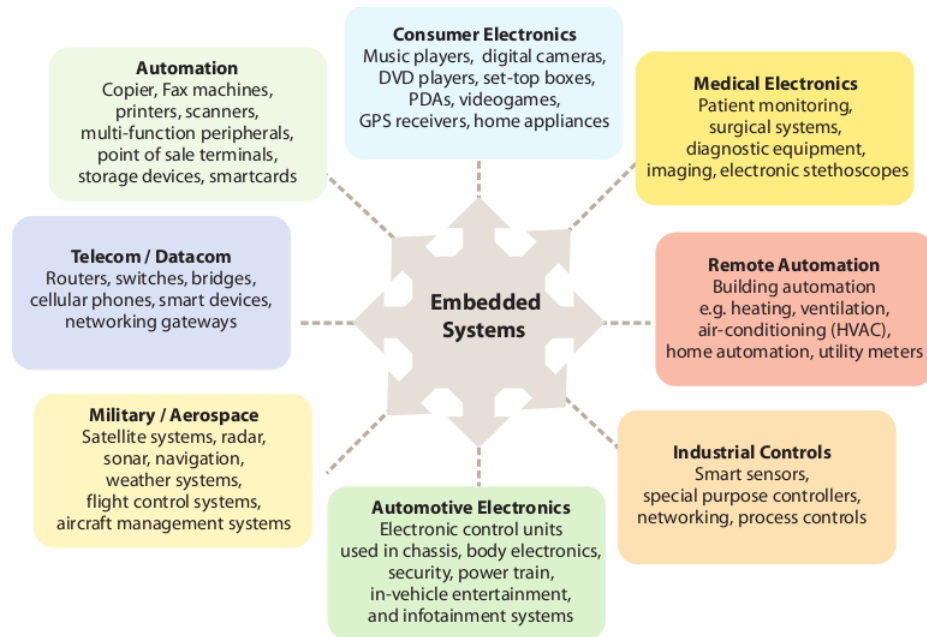 Consumer Electronics
Music players, digital cameras,
DVD players, set-top boxes,
PDAs, videogames,
GPS receivers, home appliances
Automation
Copier, Fax machines,
printers, scanners,
multi-function peripherals,
point of sale terminals,
storage devices, smartcards
Medical Electronics
Patient monitoring,
surgical systems,
diagnostic equipment,
imaging, electronic stethoscopes
Telecom / Datacom
Routers, switches, bridges,
cellular phones, smart devices,
networking gateways
Embedded
Systems
Remote Automation
Building automation
e.g. heating, ventilation,
air-conditioning (HVAC),
home automation, utility meters
Military / Aerospace
Satellite systems, radar,
sonar, navigation,
weather systems,
flight control systems,
aircraft management systems
Industrial Controls
Smart sensors,
special purpose controllers,
networking, process controls
Automotive Electronics
Electronic control units
used in chassis, body electronics,
security, power train,
in-vehicle entertainment,
and infotainment systems